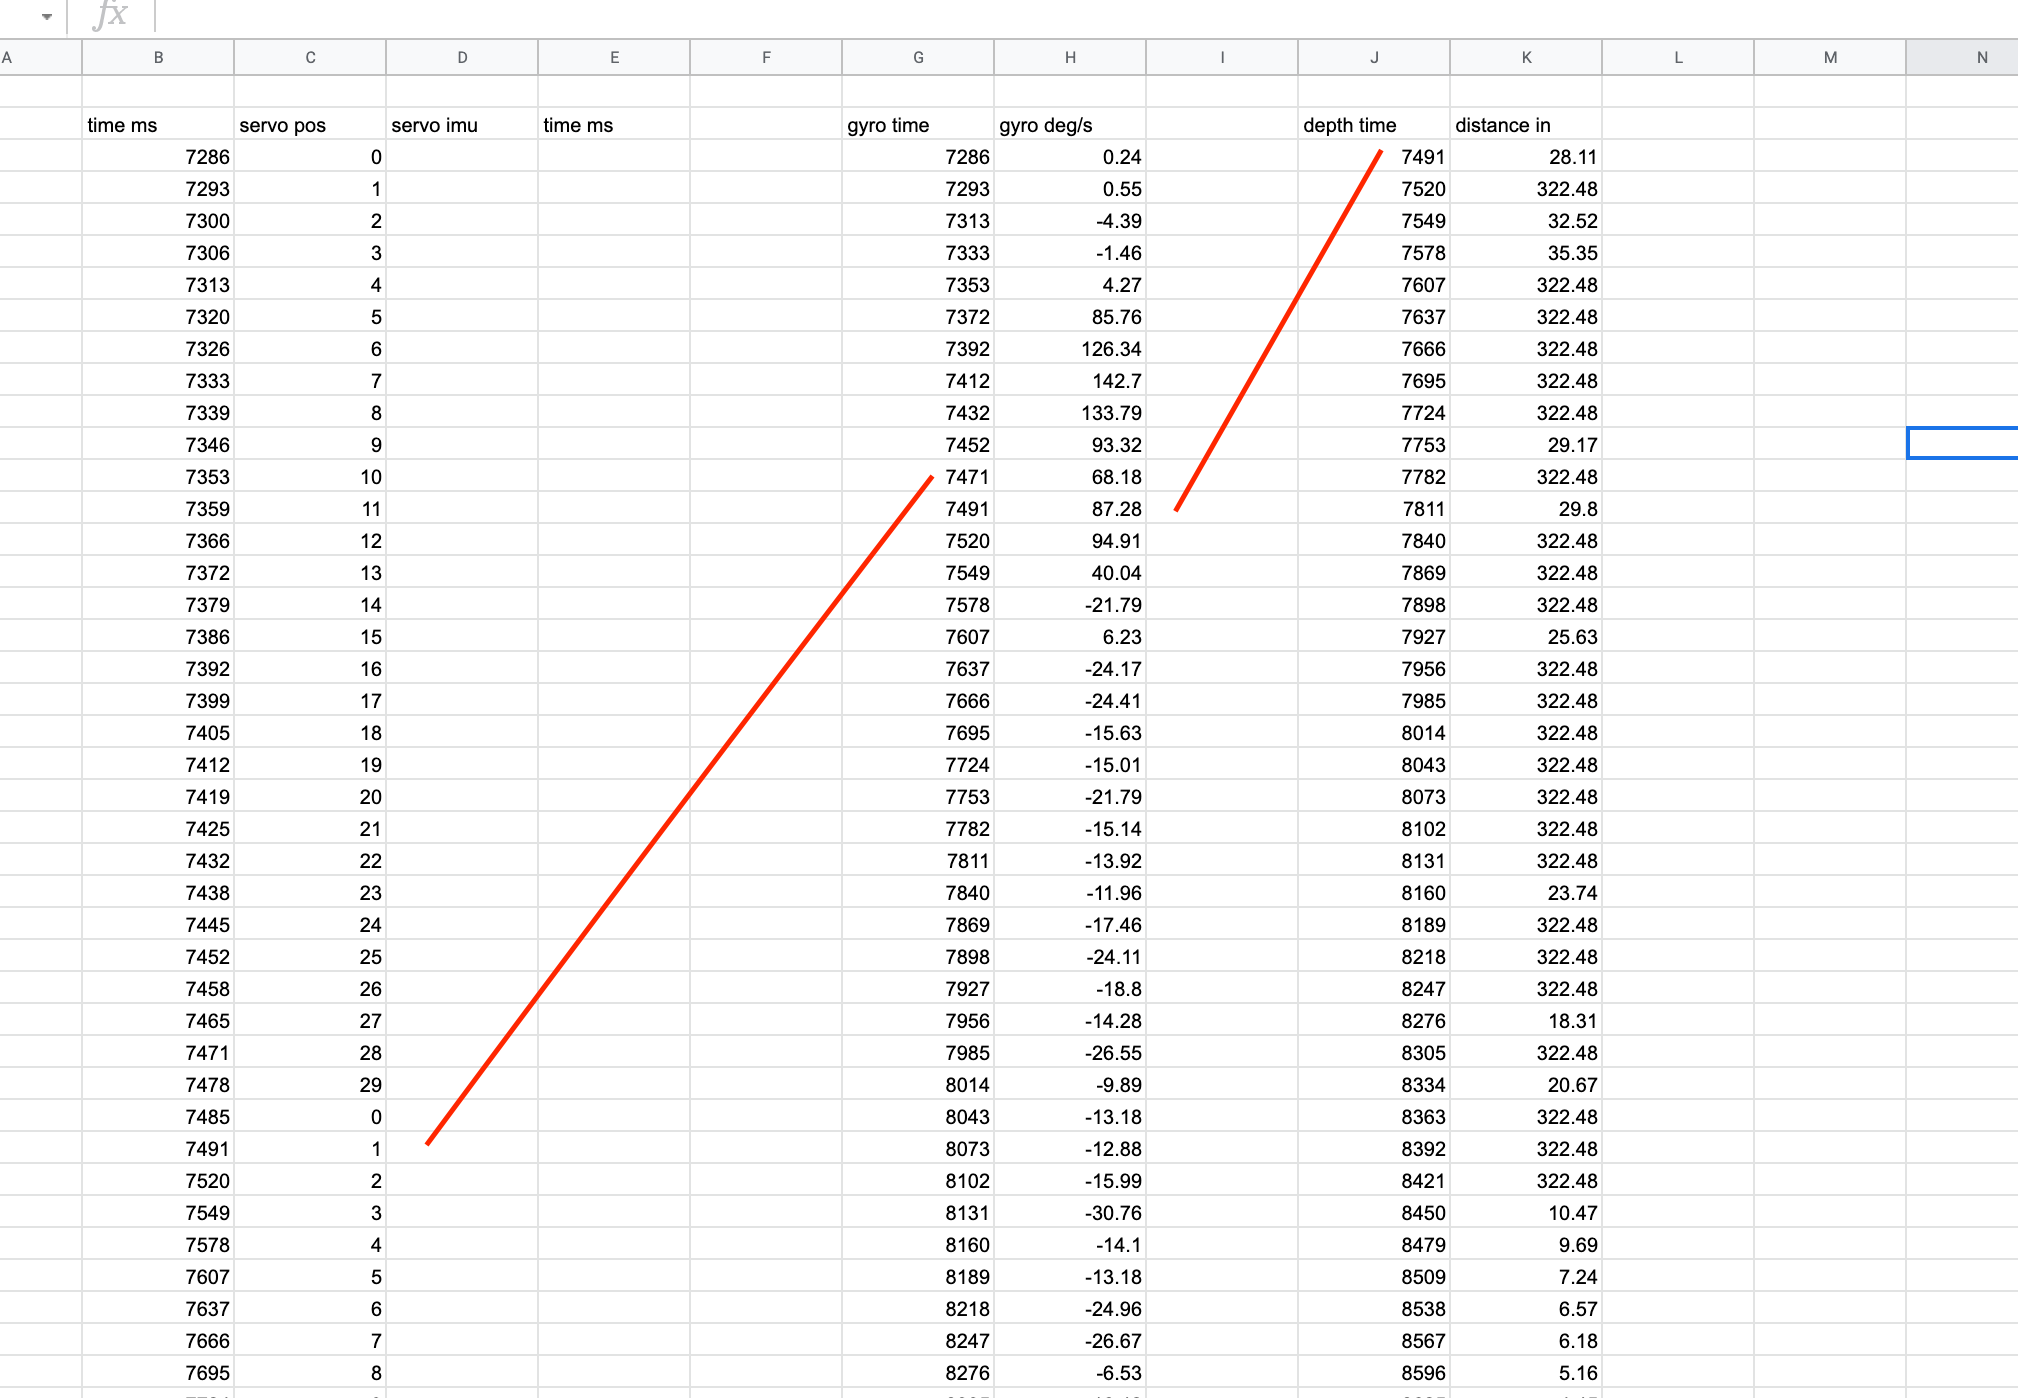 fx
A B C D E F G H I J K L M N
time ms servo pos servo imu time ms gyro time gyro deg/s depth time distance in
7286 0 7286 0.24 7491 28.11
7293 1 7293 0.55 7520 322.48
7300 2 7313 -4.39 7549 32.52
7306 3 7333 -1.46 7578 35.35
7313 4 7353 4.27 7607 322.48
7320 5 7372 85.76 7637 322.48
7326 6 7392 126.34 7666 322.48
7333 7 7412 142.7 7695 322.48
7339 8 7432 133.79 7724 322.48
7346 9 7452 93.32 7753 29.17
7353 10 7471 68.18 7782 322.48
7359 11 7491 87.28 7811 29.8
7366 12 7520 94.91 7840 322.48
7372 13 7549 40.04 7869 322.48
7379 14 7578 -21.79 7898 322.48
7386 15 7607 6.23 7927 25.63
7392 16 7637 -24.17 7956 322.48
7399 17 7666 -24.41 7985 322.48
7405 18 7695 -15.63 8014 322.48
7412 19 7724 -15.01 8043 322.48
7419 20 7753 -21.79 8073 322.48
7425 21 7782 -15.14 8102 322.48
7432 22 7811 -13.92 8131 322.48
7438 23 7840 -11.96 8160 23.74
7445 24 7869 -17.46 8189 322.48
7452 25 7898 -24.11 8218 322.48
7458 26 7927 -18.8 8247 322.48
7465 27 7956 -14.28 8276 18.31
7471 28 7985 -26.55 8305 322.48
7478 29 8014 -9.89 8334 20.67
7485 0 8043 -13.18 8363 322.48
7491 1 8073 -12.88 8392 322.48
7520 2 8102 -15.99 8421 322.48
7549 3 8131 -30.76 8450 10.47
7578 4 8160 -14.1 8479 9.69
7607 5 8189 -13.18 8509 7.24
7637 6 8218 -24.96 8538 6.57
7666 7 8247 -26.67 8567 6.18
7695 8 8276 -6.53 8596 5.16